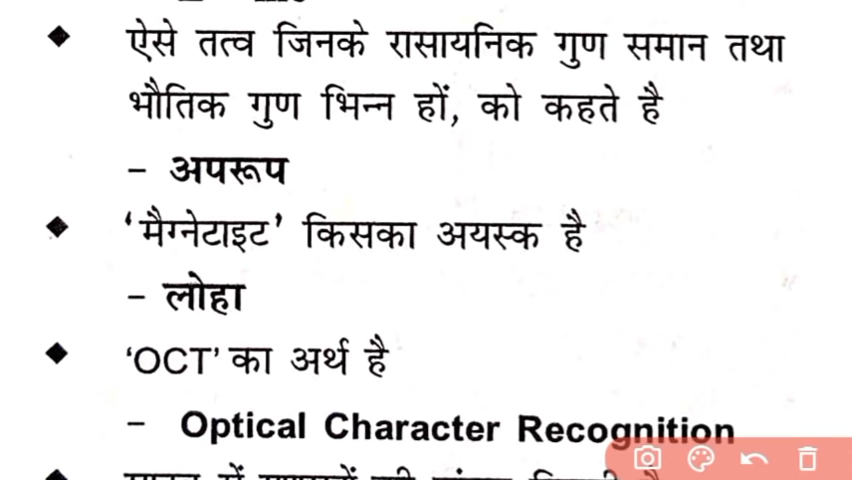 ऐसे तत्व जिनके रासायनिक गुण समान तथा
भौतिक गुण भिन्न हों, को कहते है
– अपरूप
‘मैग्नेटाइट’ किसका अयस्क है
– लोहा
‘OCT’ का अर्थ है
– Optical Character Recognition